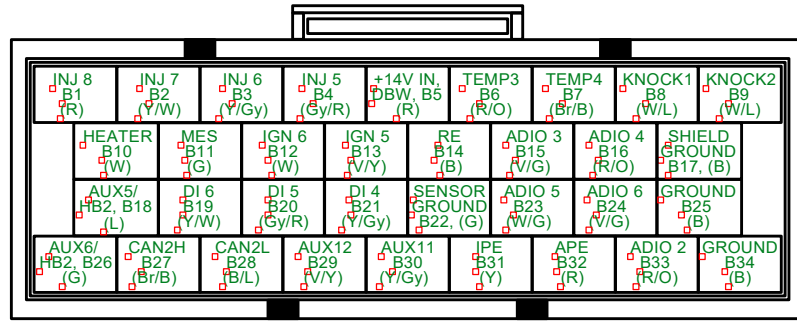 INJ 8 INJ 7 INJ 6 INJ 5 +14V IN, TEMP3 TEMP4 KNOCK1 KNOCK2
B1 B2 B3 B4 DBW, B5 B6 B7 B8 B9
(R) (Y/W) (Y/Gy) (Gy/R) (R) (R/O) (Br/B) (W/L) (W/L)
HEATER MES IGN 6 IGN 5 RE ADIO 3 ADIO 4 SHIELD
B10 B11 B12 B13 B14 B15 B16 GROUND
(W) (G) (W) (V/Y) (B) (V/G) (R/O) B17, (B)
AUX5/ DI 6 DI 5 DI 4 SENSOR ADIO 5 ADIO 6 GROUND
HB2, B18 B19 B20 B21 GROUND B23 B24 B25
(L) (Y/W) (Gy/R) (Y/Gy) B22, (G) (W/G) (V/G) (B)
AUX6/ CAN2H CAN2L AUX12 AUX11 IPE APE ADIO 2 GROUND
HB2, B26 B27 B28 B29 B30 B31 B32 B33 B34
(G) (Br/B) (B/L) (V/Y) (Y/Gy) (Y) (R) (R/O) (B)